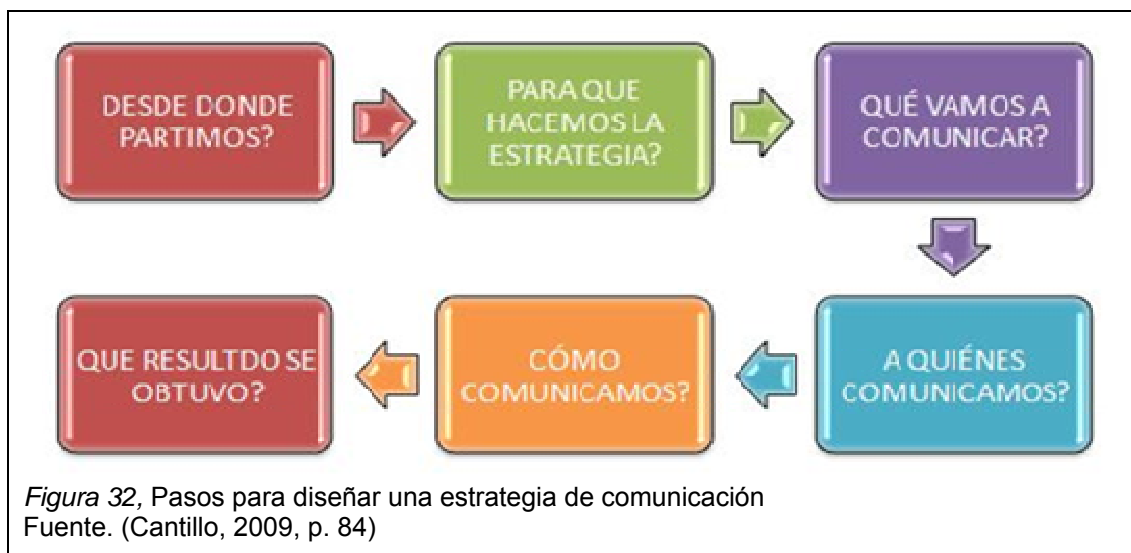 DESDE DONDE
PARTIMOS?
PARA QUE
HACEMOS LA
ESTRATEGIA?
QUÉ VAMOS A
COMUNICAR?
A QUIÉNES
COMUNICAMOS?
CÓMO
COMUNICAMOS?
QUE RESULTDO SE
OBTUVO?
Figura 32, Pasos para diseñar una estrategia de comunicación
Fuente. (Cantillo, 2009, p. 84)